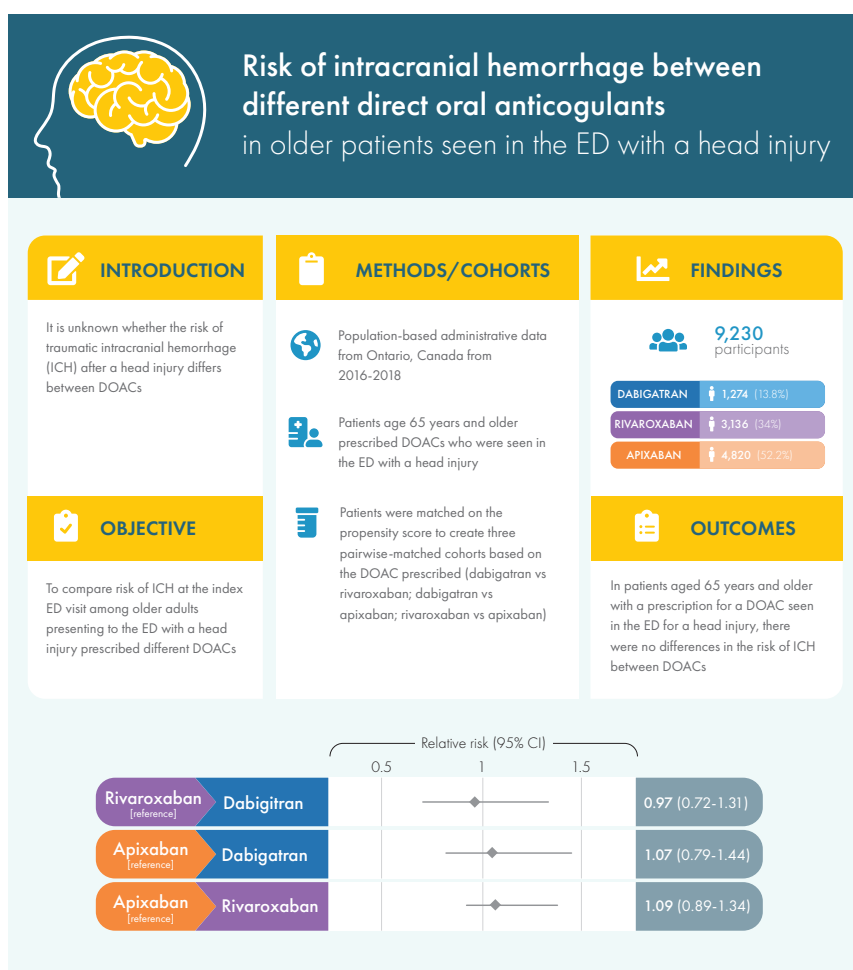 Risk of intracranial hemorrhage between
different direct oral anticogulants
in older patients seen in the ED with a head injury
INTRODUCTION
It is unknown whether the risk of
traumatic intracranial hemorrhage
(ICH) after a head injury differs
between DOACs
OBJECTIVE
To compare risk of ICH at the index
ED visit among older adults
presenting to the ED with a head
injury prescribed different DOACs
METHODS/COHORTS
Population-based administrative data
from Ontario, Canada from
2016-2018
Patients age 65 years and older
prescribed DOACs who were seen in
the ED with a head injury
Patients were matched on the
propensity score to create three
pairwise-matched cohorts based on
the DOAC prescribed (dabigatran vs
rivaroxaban; dabigatran vs
apixaban; rivaroxaban vs apixaban)
FINDINGS
9,230
participants
DABIGATRAN 1,274 (13.8%)
RIVAROXABAN 3,136 (34%)
APIXABAN 4,820 (52.2%)
OUTCOMES
In patients aged 65 years and older
with a prescription for a DOAC seen
in the ED for a head injury, there
were no differences in the risk of ICH
between DOACs
Relative risk (95% CI)
0.5 1 1.5
Rivaroxaban Dabigitran 0.97 (0.72-1.31)
[reference]
Apixaban Dabigatran 1.07 (0.79-1.44)
[reference]
Apixaban Rivaroxaban 1.09 (0.89-1.34)
[reference]